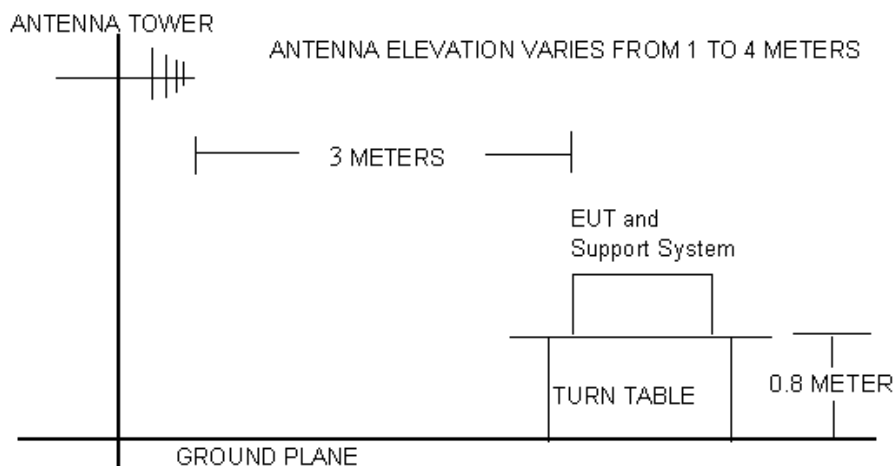 ANTENNA TOWER
ANTENNA ELEVATION VARIES FROM 1 TO 4 METERS
3 METERS
EUT and
Support System
TURN TABLE
0.8 METER
GROUND PLANE